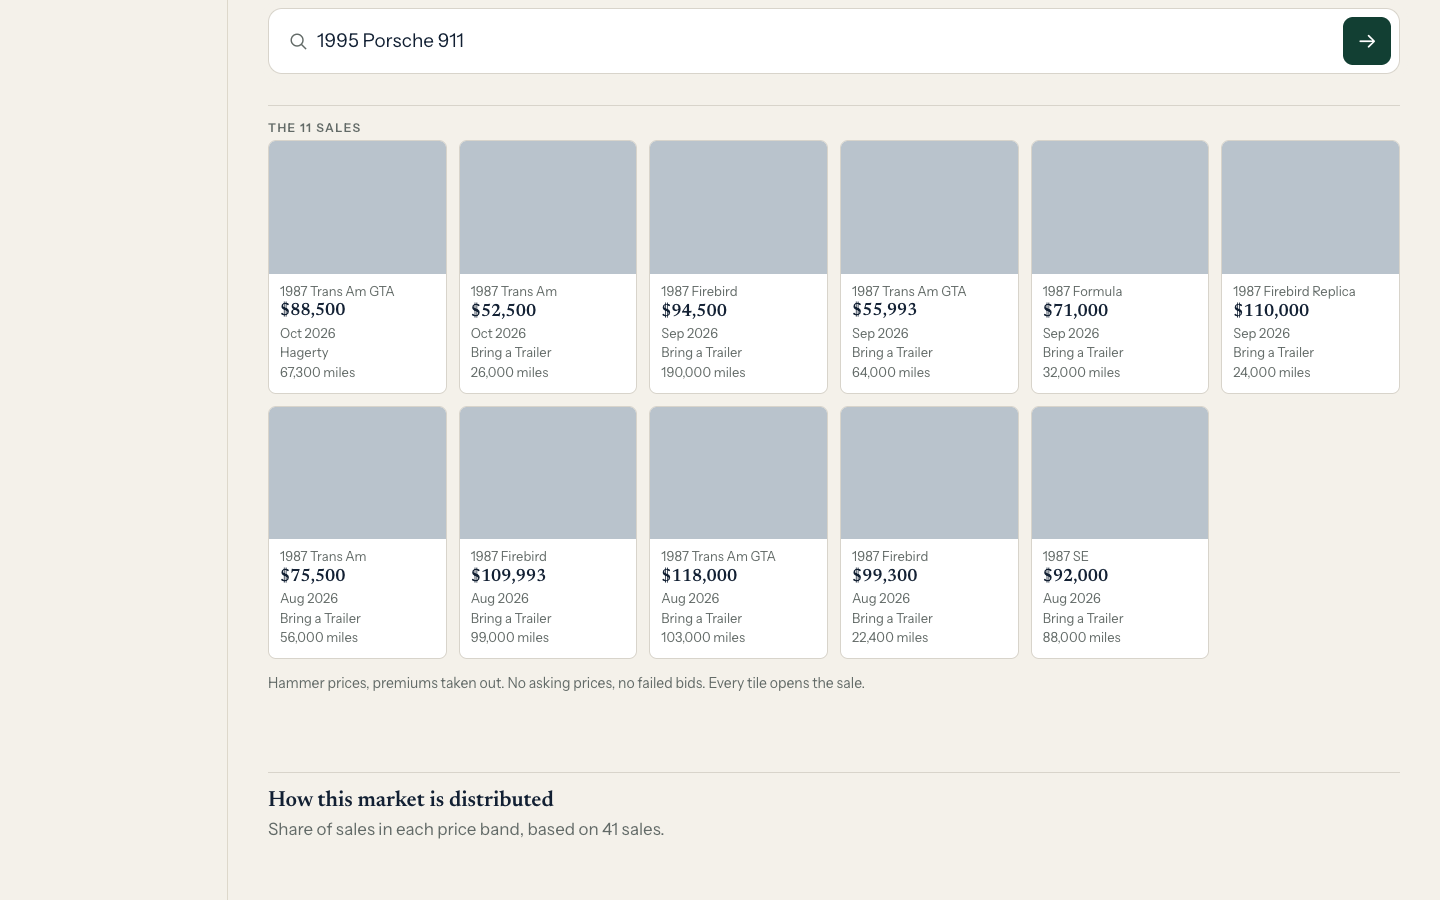 1995 Porsche 911
THE 11 SALES
1987 Trans Am GTA
$88,500
Oct 2026
Hagerty
67,300 miles
1987 Trans Am
$52,500
Oct 2026
Bring a Trailer
26,000 miles
1987 Firebird
$94,500
Sep 2026
Bring a Trailer
190,000 miles
1987 Trans Am GTA
$55,993
Sep 2026
Bring a Trailer
64,000 miles
1987 Formula
$71,000
Sep 2026
Bring a Trailer
32,000 miles
1987 Firebird Replica
$110,000
Sep 2026
Bring a Trailer
24,000 miles
1987 Trans Am
$75,500
Aug 2026
Bring a Trailer
56,000 miles
1987 Firebird
$109,993
Aug 2026
Bring a Trailer
99,000 miles
1987 Trans Am GTA
$118,000
Aug 2026
Bring a Trailer
103,000 miles
1987 Firebird
$99,300
Aug 2026
Bring a Trailer
22,400 miles
1987 SE
$92,000
Aug 2026
Bring a Trailer
88,000 miles
Hammer prices, premiums taken out. No asking prices, no failed bids. Every tile opens the sale.
How this market is distributed
Share of sales in each price band, based on 41 sales.